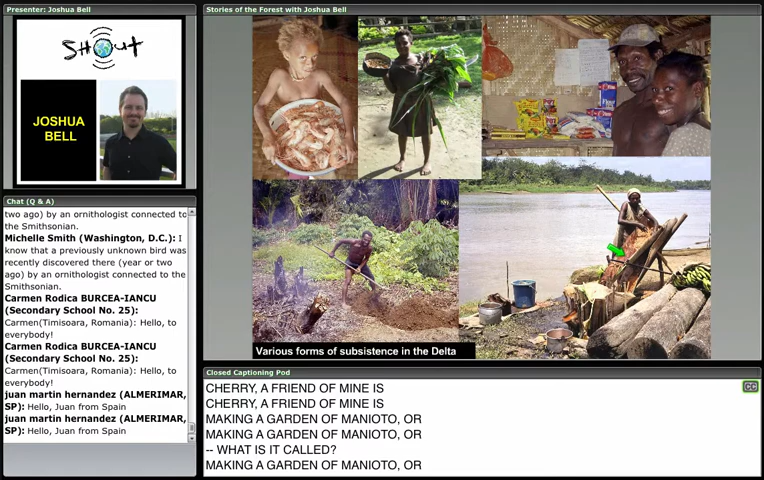 Presenter: Joshua Bell
Shout
JOSHUA
BELL
Chat (Q & A)
two ago) by an ornithologist connected to
the Smithsonian.
Michelle Smith (Washington, D.C.): I
know that a previously unknown bird was
recently discovered there (year or two
ago) by an ornithologist connected to the
Smithsonian.
Carmen Rodica BURCEA-IANCU
(Secondary School No. 25):
Carmen(Timisoara, Romania): Hello, to
everybody!
Carmen Rodica BURCEA-IANCU
(Secondary School No. 25):
Carmen(Timisoara, Romania): Hello, to
everybody!
juan martin hernandez (ALMERIMAR,
SP): Hello, Juan from Spain
juan martin hernandez (ALMERIMAR,
SP): Hello, Juan from Spain
Stories of the Forest with Joshua Bell
Various forms of subsistence in the Delta
Closed Captioning Pod
CC
CHERRY, A FRIEND OF MINE IS
CHERRY, A FRIEND OF MINE IS
MAKING A GARDEN OF MANIOTO, OR
MAKING A GARDEN OF MANIOTO, OR
-- WHAT IS IT CALLED?
MAKING A GARDEN OF MANIOTO, OR